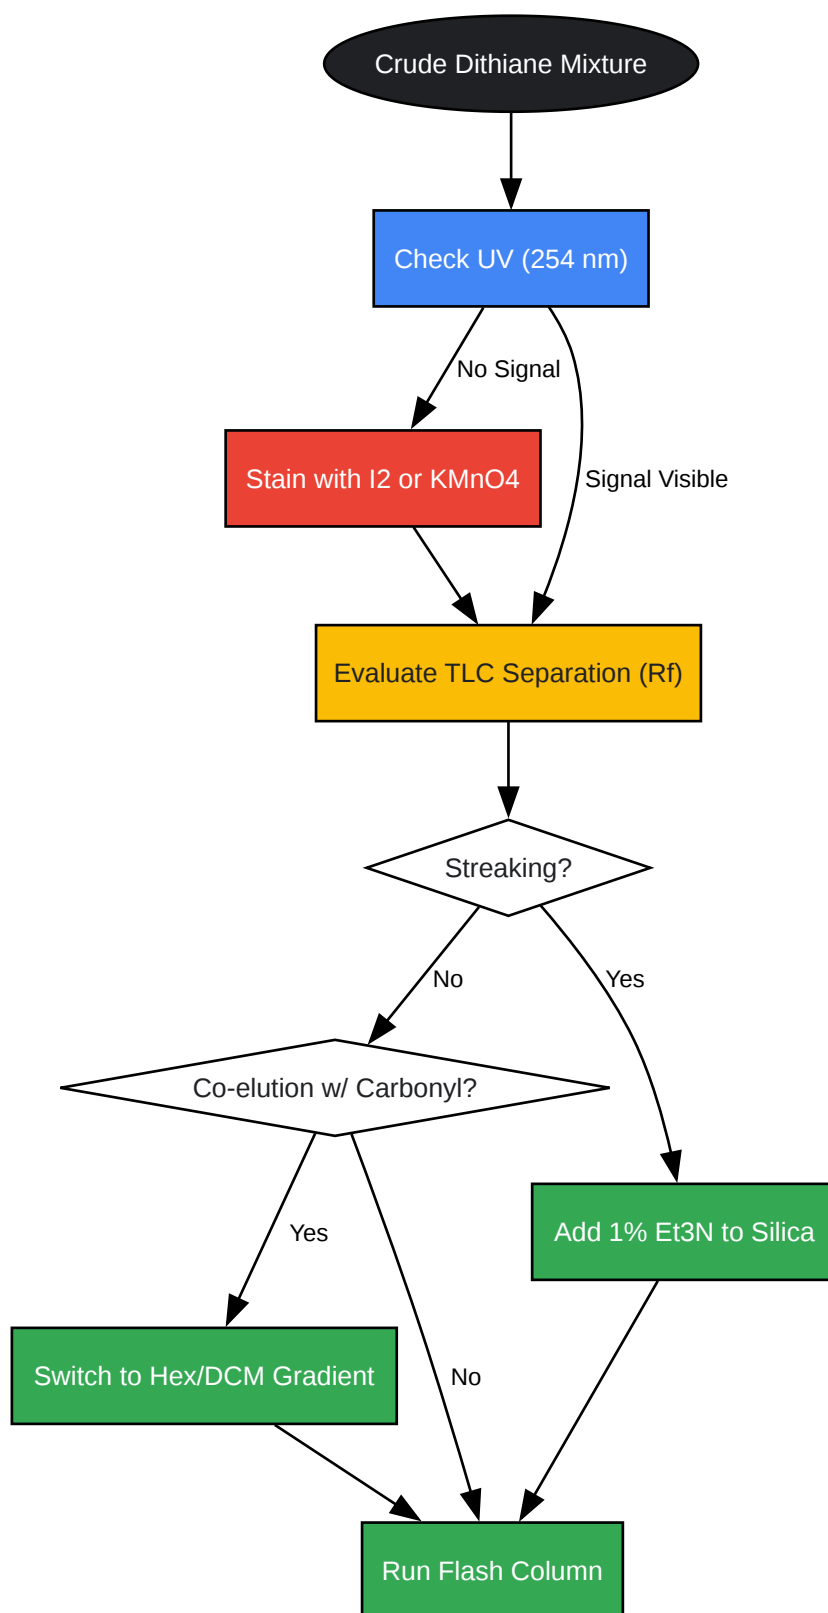 Crude Dithiane Mixture
Check UV (254 nm)
No Signal
Stain with I2 or KMnO4
Signal Visible
Evaluate TLC Separation (Rf)
Streaking?
No
Yes
Co-elution w/ Carbonyl?
Yes
Add 1% Et3N to Silica
Switch to Hex/DCM Gradient
No
Run Flash Column